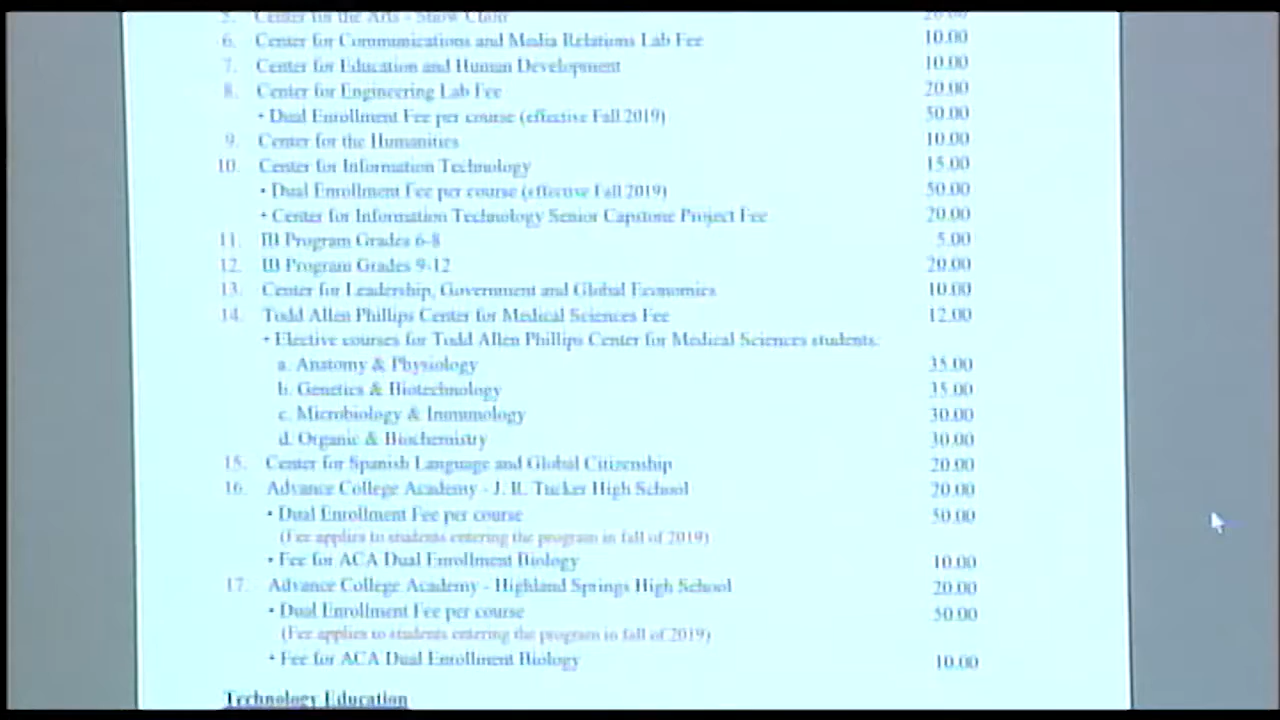 5. Center for the Arts - Show Choir 20.00
6. Center for Communications and Media Relations Lab Fee 10.00
7. Center for Education and Human Development 10.00
8. Center for Engineering Lab Fee 20.00
• Dual Enrollment Fee per course (effective Fall 2019) 50.00
9. Center for the Humanities 10.00
10. Center for Information Technology 15.00
• Dual Enrollment Fee per course (effective Fall 2019) 50.00
• Center for Information Technology Senior Capstone Project Fee 20.00
11. IB Program Grades 6-8 5.00
12. IB Program Grades 9-12 20.00
13. Center for Leadership, Government and Global Economics 10.00
14. Todd Allen Phillips Center for Medical Sciences Fee 12.00
• Elective courses for Todd Allen Phillips Center for Medical Sciences students:
a. Anatomy & Physiology 35.00
b. Genetics & Biotechnology 35.00
c. Microbiology & Immunology 30.00
d. Organic & Biochemistry 30.00
15. Center for Spanish Language and Global Citizenship 20.00
16. Advance College Academy - J. R. Tucker High School 20.00
• Dual Enrollment Fee per course 50.00
(Fee applies to students entering the program in fall of 2019)
• Fee for ACA Dual Enrollment Biology 10.00
17. Advance College Academy - Highland Springs High School 20.00
• Dual Enrollment Fee per course 50.00
(Fee applies to students entering the program in fall of 2019)
• Fee for ACA Dual Enrollment Biology 10.00
Technology Education